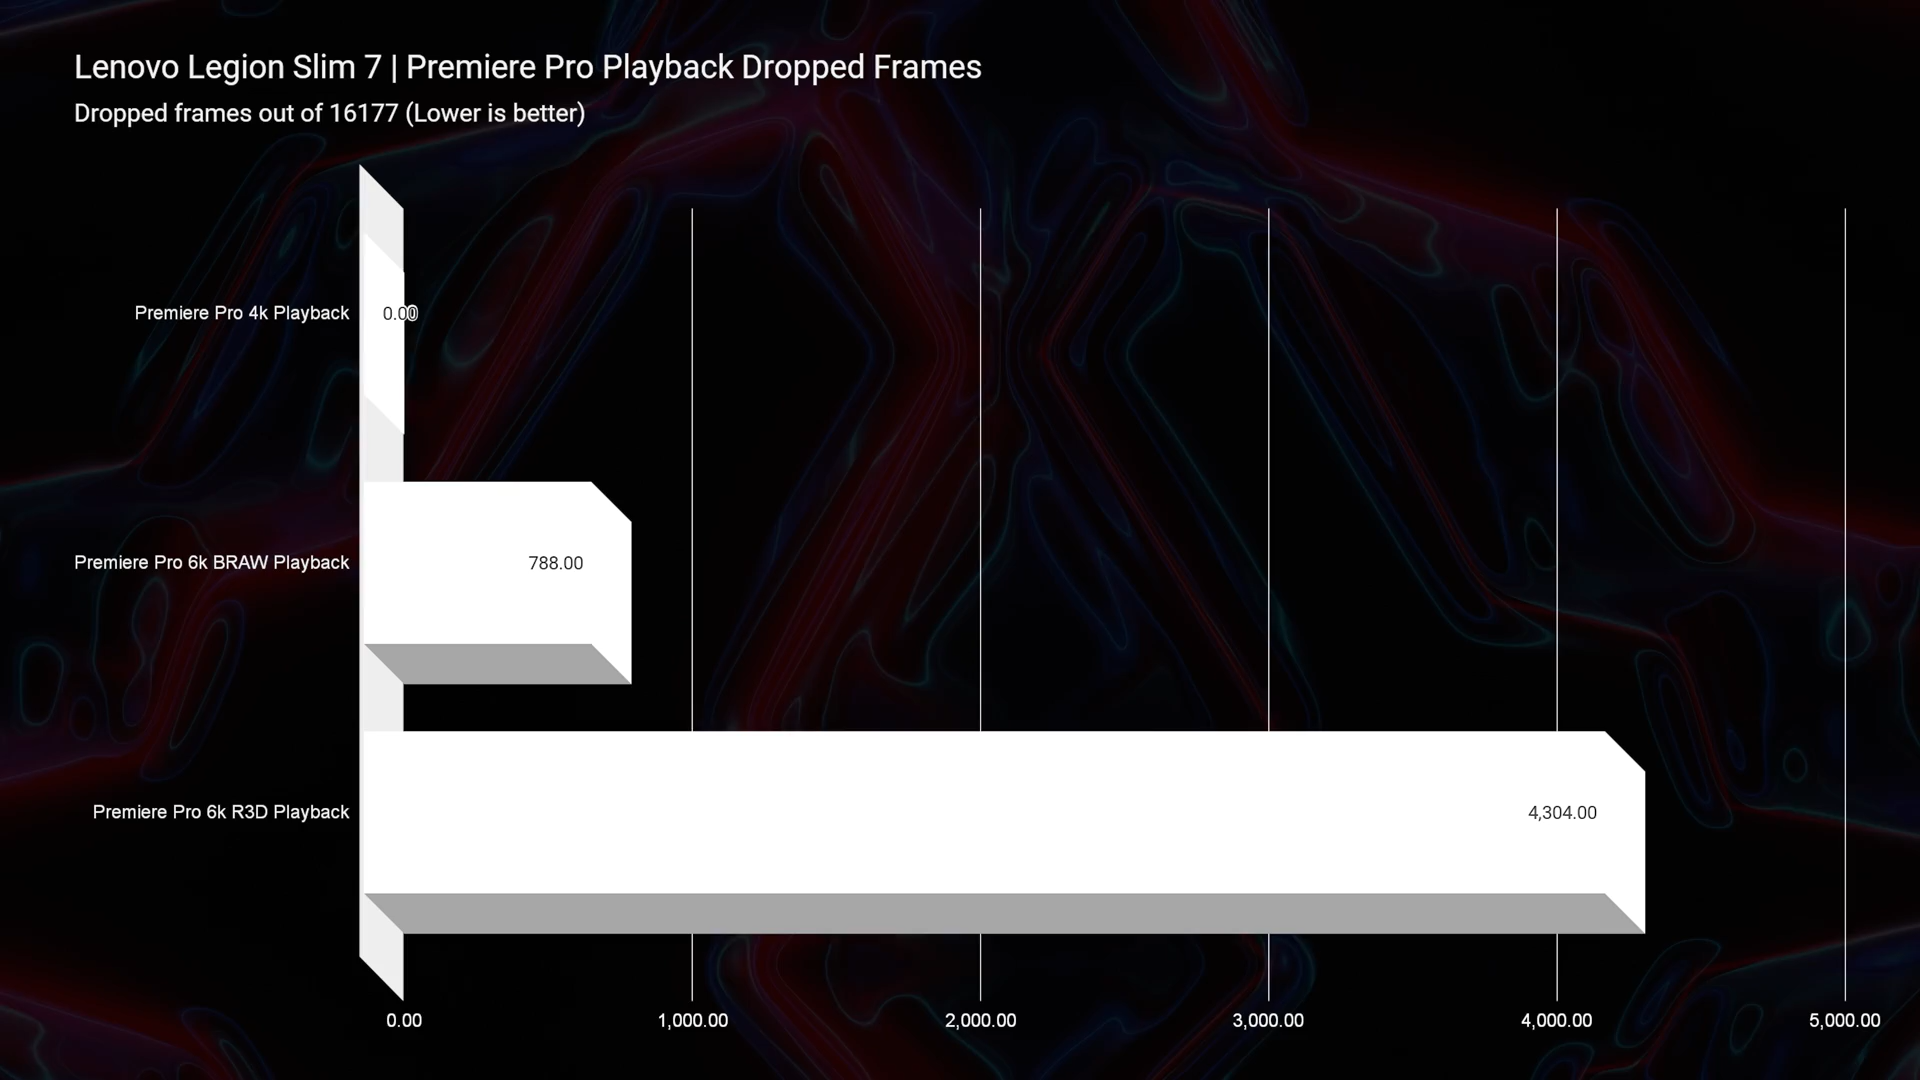 Lenovo Legion Slim 7 | Premiere Pro Playback Dropped Frames
Dropped frames out of 16177 (Lower is better)
Premiere Pro 4k Playback
0.00
Premiere Pro 6k BRAW Playback
788.00
Premiere Pro 6k R3D Playback
4,304.00
0.00 1,000.00 2,000.00 3,000.00 4,000.00 5,000.00